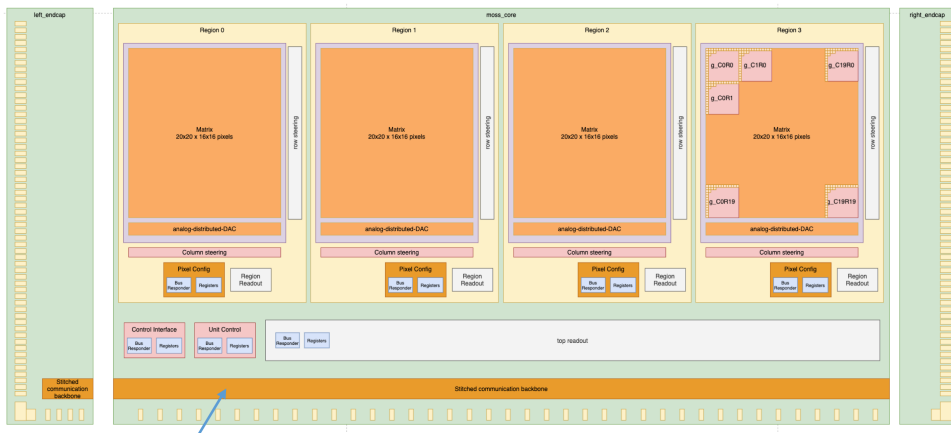 left_endcap
moss_core
right_endcap
Region 0
Region 1
Region 2
Region 3
g_C0R0
g_C1R0
g_C19R0
g_C0R1
Matrix
20x20 x 16x16 pixels
row steering
Matrix
20x20 x 16x16 pixels
row steering
Matrix
20x20 x 16x16 pixels
row steering
Matrix
20x20 x 16x16 pixels
row steering
g_C0R19
g_C19R19
analog-distributed-DAC
analog-distributed-DAC
analog-distributed-DAC
analog-distributed-DAC
Column steering
Column steering
Column steering
Column steering
Pixel Config
Bus
Responder
Registers
Region
Readout
Pixel Config
Bus
Responder
Registers
Region
Readout
Pixel Config
Bus
Responder
Registers
Region
Readout
Pixel Config
Bus
Responder
Registers
Region
Readout
Control Interface
Bus
Responder
Registers
Unit Control
Bus
Responder
Registers
Bus
Responder
Registers
top readout
Stitched
communication
backbone
Stitched communication backbone